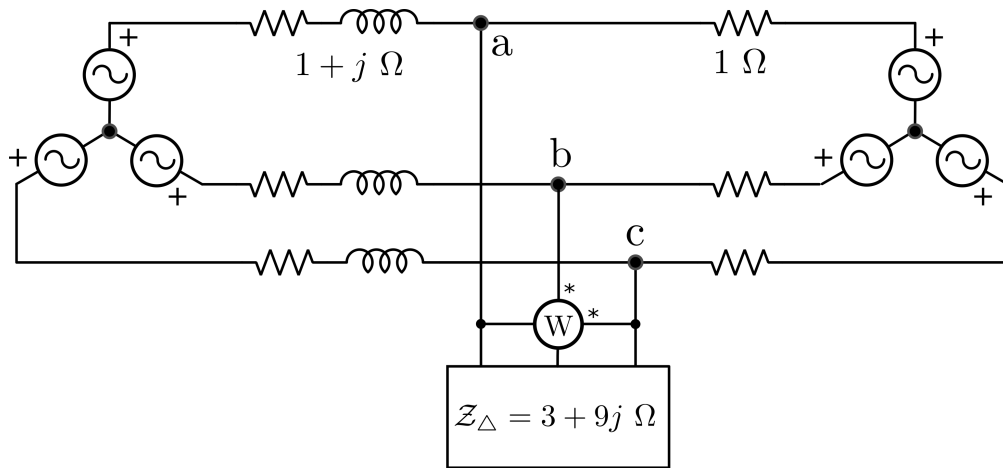 + +
a
1 + j Ω 1 Ω
b
+ +
+ +
c
*
W *
Z△ = 3 + 9j Ω